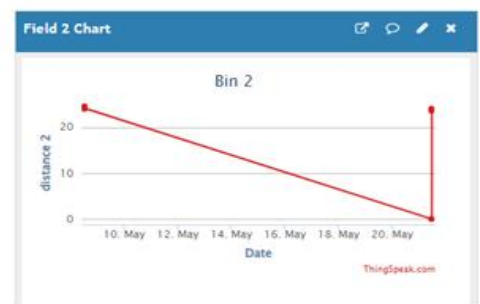 Field 2 Chart
Bin 2
distance 2
20
10
0
10. May 12. May 14. May 16. May 18. May 20. May
Date
ThingSpeak.com